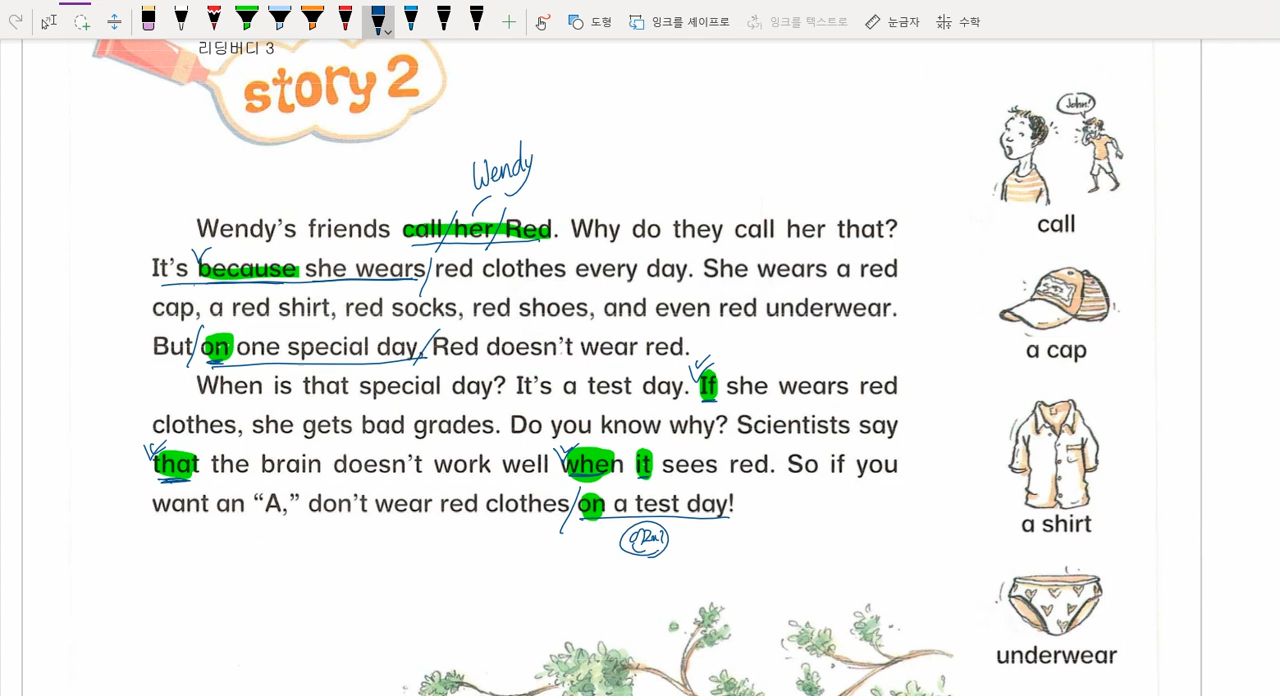 도형
잉크를 셰이프로
잉크를 텍스트로
눈금자
수학
리딩버디 3
story 2
John!
Wendy
call
Wendy's friends call her Red. Why do they call her that?
It's because she wears red clothes every day. She wears a red
cap, a red shirt, red socks, red shoes, and even red underwear.
But on one special day, Red doesn't wear red.
a cap
When is that special day? It's a test day. If she wears red
clothes, she gets bad grades. Do you know why? Scientists say
that the brain doesn't work well when it sees red. So if you
want an “A,” don't wear red clothes on a test day!
a shirt
underwear